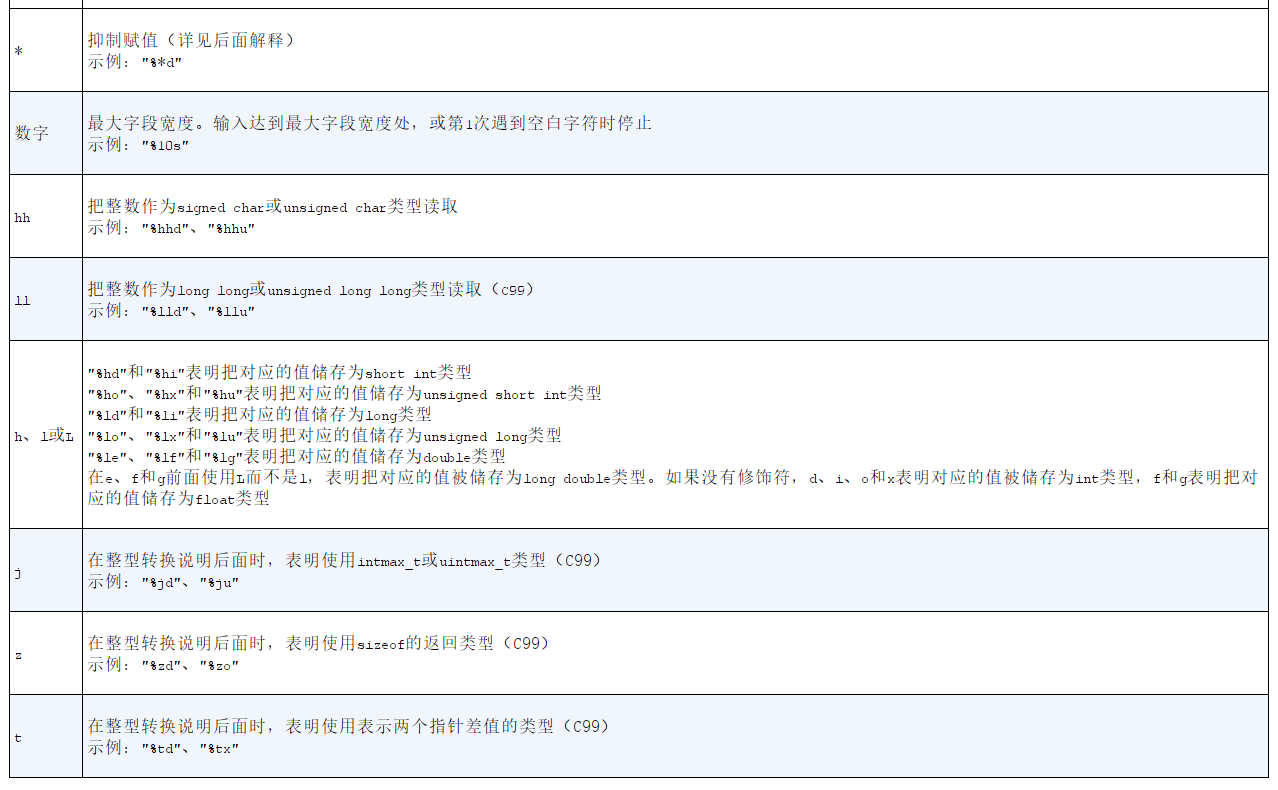 *
抑制赋值（详见后面解释）
示例："%*d"
数字
最大字段宽度。输入达到最大字段宽度处，或第1次遇到空白字符时停止
示例："%10s"
hh
把整数作为signed char或unsigned char类型读取
示例："%hhd"、"%hhu"
ll
把整数作为long long或unsigned long long类型读取（C99）
示例："%lld"、"%llu"
h、l或L
"%hd"和"%hi"表明把对应的值储存为short int类型
"%ho"、"%hx"和"%hu"表明把对应的值储存为unsigned short int类型
"%ld"和"%li"表明把对应的值储存为long类型
"%lo"、"%lx"和"%lu"表明把对应的值储存为unsigned long类型
"%le"、"%lf"和"%lg"表明把对应的值储存为double类型
在e、f和g前面使用L而不是l，表明把对应的值被储存为long double类型。如果没有修饰符，d、i、o和x表明对应的值被储存为int类型，f和g表明把对
应的值储存为float类型
j
在整型转换说明后面时，表明使用intmax_t或uintmax_t类型（C99）
示例："%jd"、"%ju"
z
在整型转换说明后面时，表明使用sizeof的返回类型（C99）
示例："%zd"、"%zo"
t
在整型转换说明后面时，表明使用表示两个指针差值的类型（C99）
示例："%td"、"%tx"